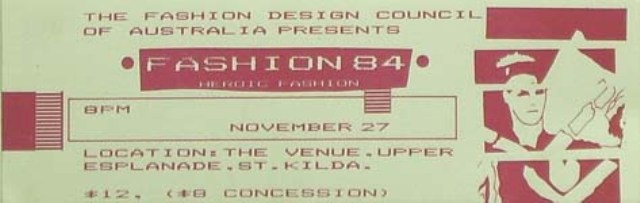 THE FASHION DESIGN COUNCIL
OF AUSTRALIA PRESENTS
FASHION 84
HEROIC FASHION
8PM
NOVEMBER 27
LOCATION: THE VENUE. UPPER
ESPLANADE. ST. KILDA.
$12. ($8 CONCESSION)